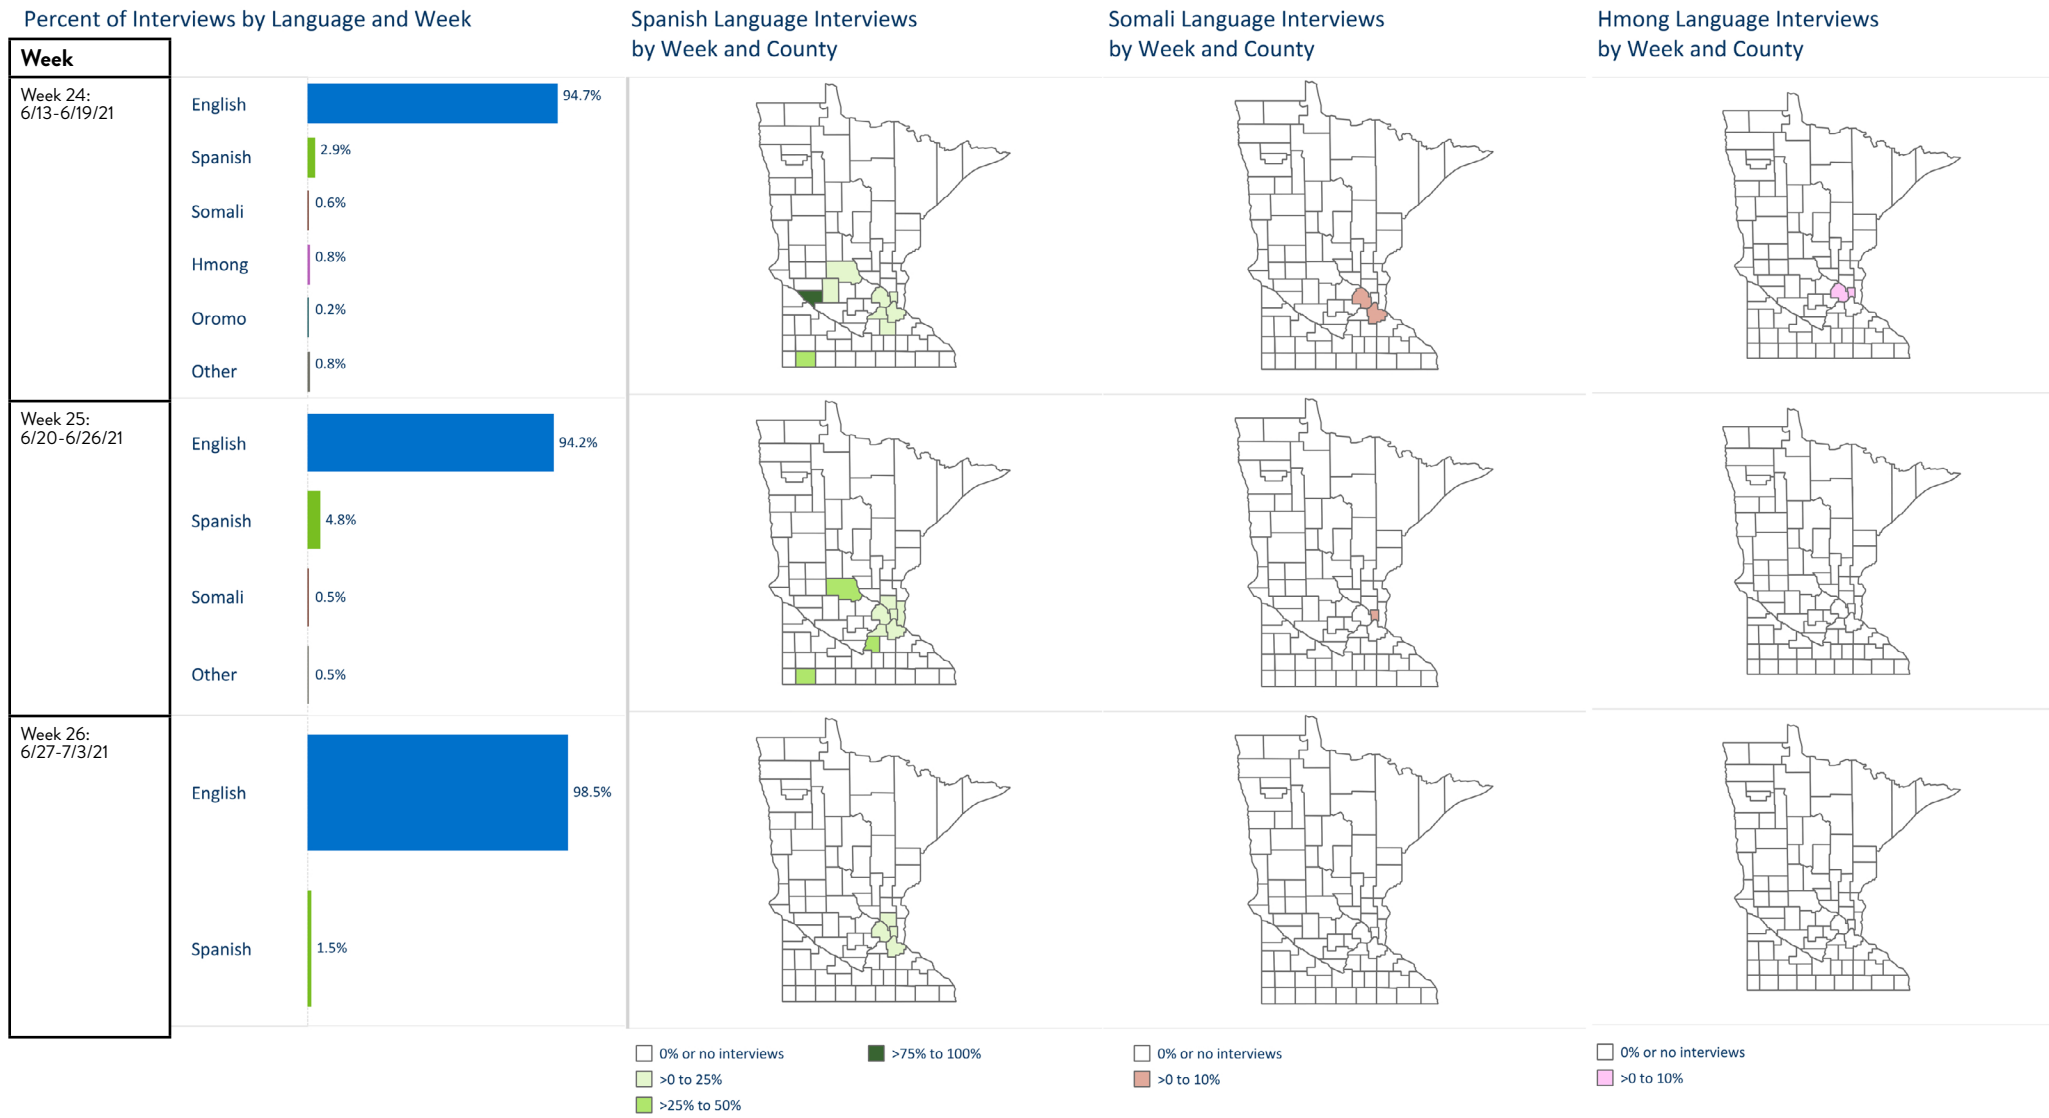 Percent of Interviews by Language and Week
Spanish Language Interviews
by Week and County
Somali Language Interviews
by Week and County
Hmong Language Interviews
by Week and County
Week
Week 24:
6/13-6/19/21
English 94.7%
Spanish 2.9%
Somali 0.6%
Hmong 0.8%
Oromo 0.2%
Other 0.8%
Week 25:
6/20-6/26/21
English 94.2%
Spanish 4.8%
Somali 0.5%
Other 0.5%
Week 26:
6/27-7/3/21
English 98.5%
Spanish 1.5%
0% or no interviews
>0 to 25%
>25% to 50%
>75% to 100%
0% or no interviews
>0 to 10%
0% or no interviews
>0 to 10%